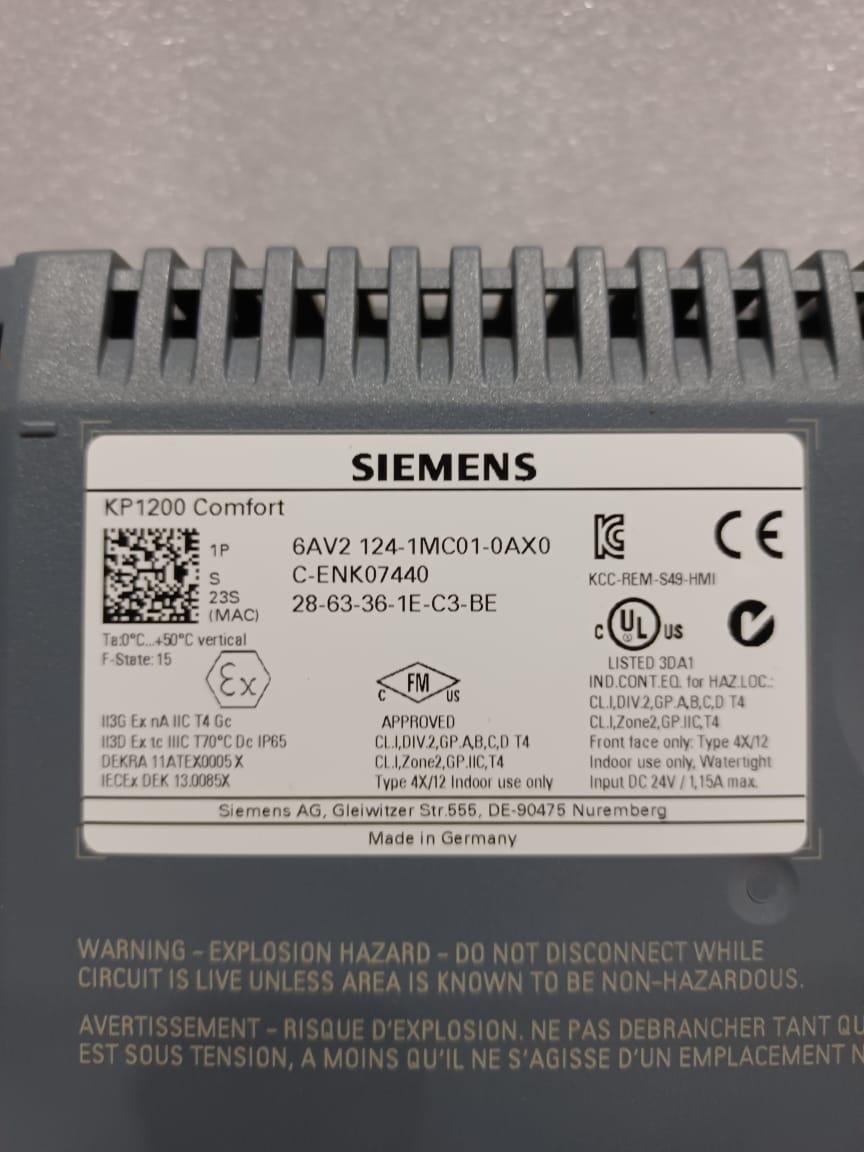 SIEMENS
KP1200 Comfort
1P 6AV2 124-1MC01-0AX0
S C-ENK07440
23S
(MAC) 28-63-36-1E-C3-BE
Ta:0°C...+50°C vertical
F-State: 15
Ex
II3G Ex nA IIC T4 Gc
II3D Ex tc IIIC T70°C Dc IP65
DEKRA 11ATEX0005 X
IECEx DEK 13.0085X
C FM US
APPROVED
CL.I,DIV.2,GP.A,B,C,D T4
CL.I,Zone2,GP.IIC,T4
Type 4X/12 Indoor use only
CE
KCC-REM-S49-HMI
C UL US
LISTED 3DA1
IND.CONT.EQ. for HAZ.LOC.:
CL.I,DIV.2,GP.A,B,C,D T4
CL.I,Zone2,GP.IIC,T4
Front face only: Type 4X/12
Indoor use only, Watertight
Input DC 24V / 1,15A max.
Siemens AG, Gleiwitzer Str.555, DE-90475 Nuremberg
Made in Germany
WARNING - EXPLOSION HAZARD - DO NOT DISCONNECT WHILE
CIRCUIT IS LIVE UNLESS AREA IS KNOWN TO BE NON-HAZARDOUS.
AVERTISSEMENT - RISQUE D'EXPLOSION. NE PAS DEBRANCHER TANT
EST SOUS TENSION, A MOINS QU'IL NE S'AGISSE D'UN EMPLACEMENT